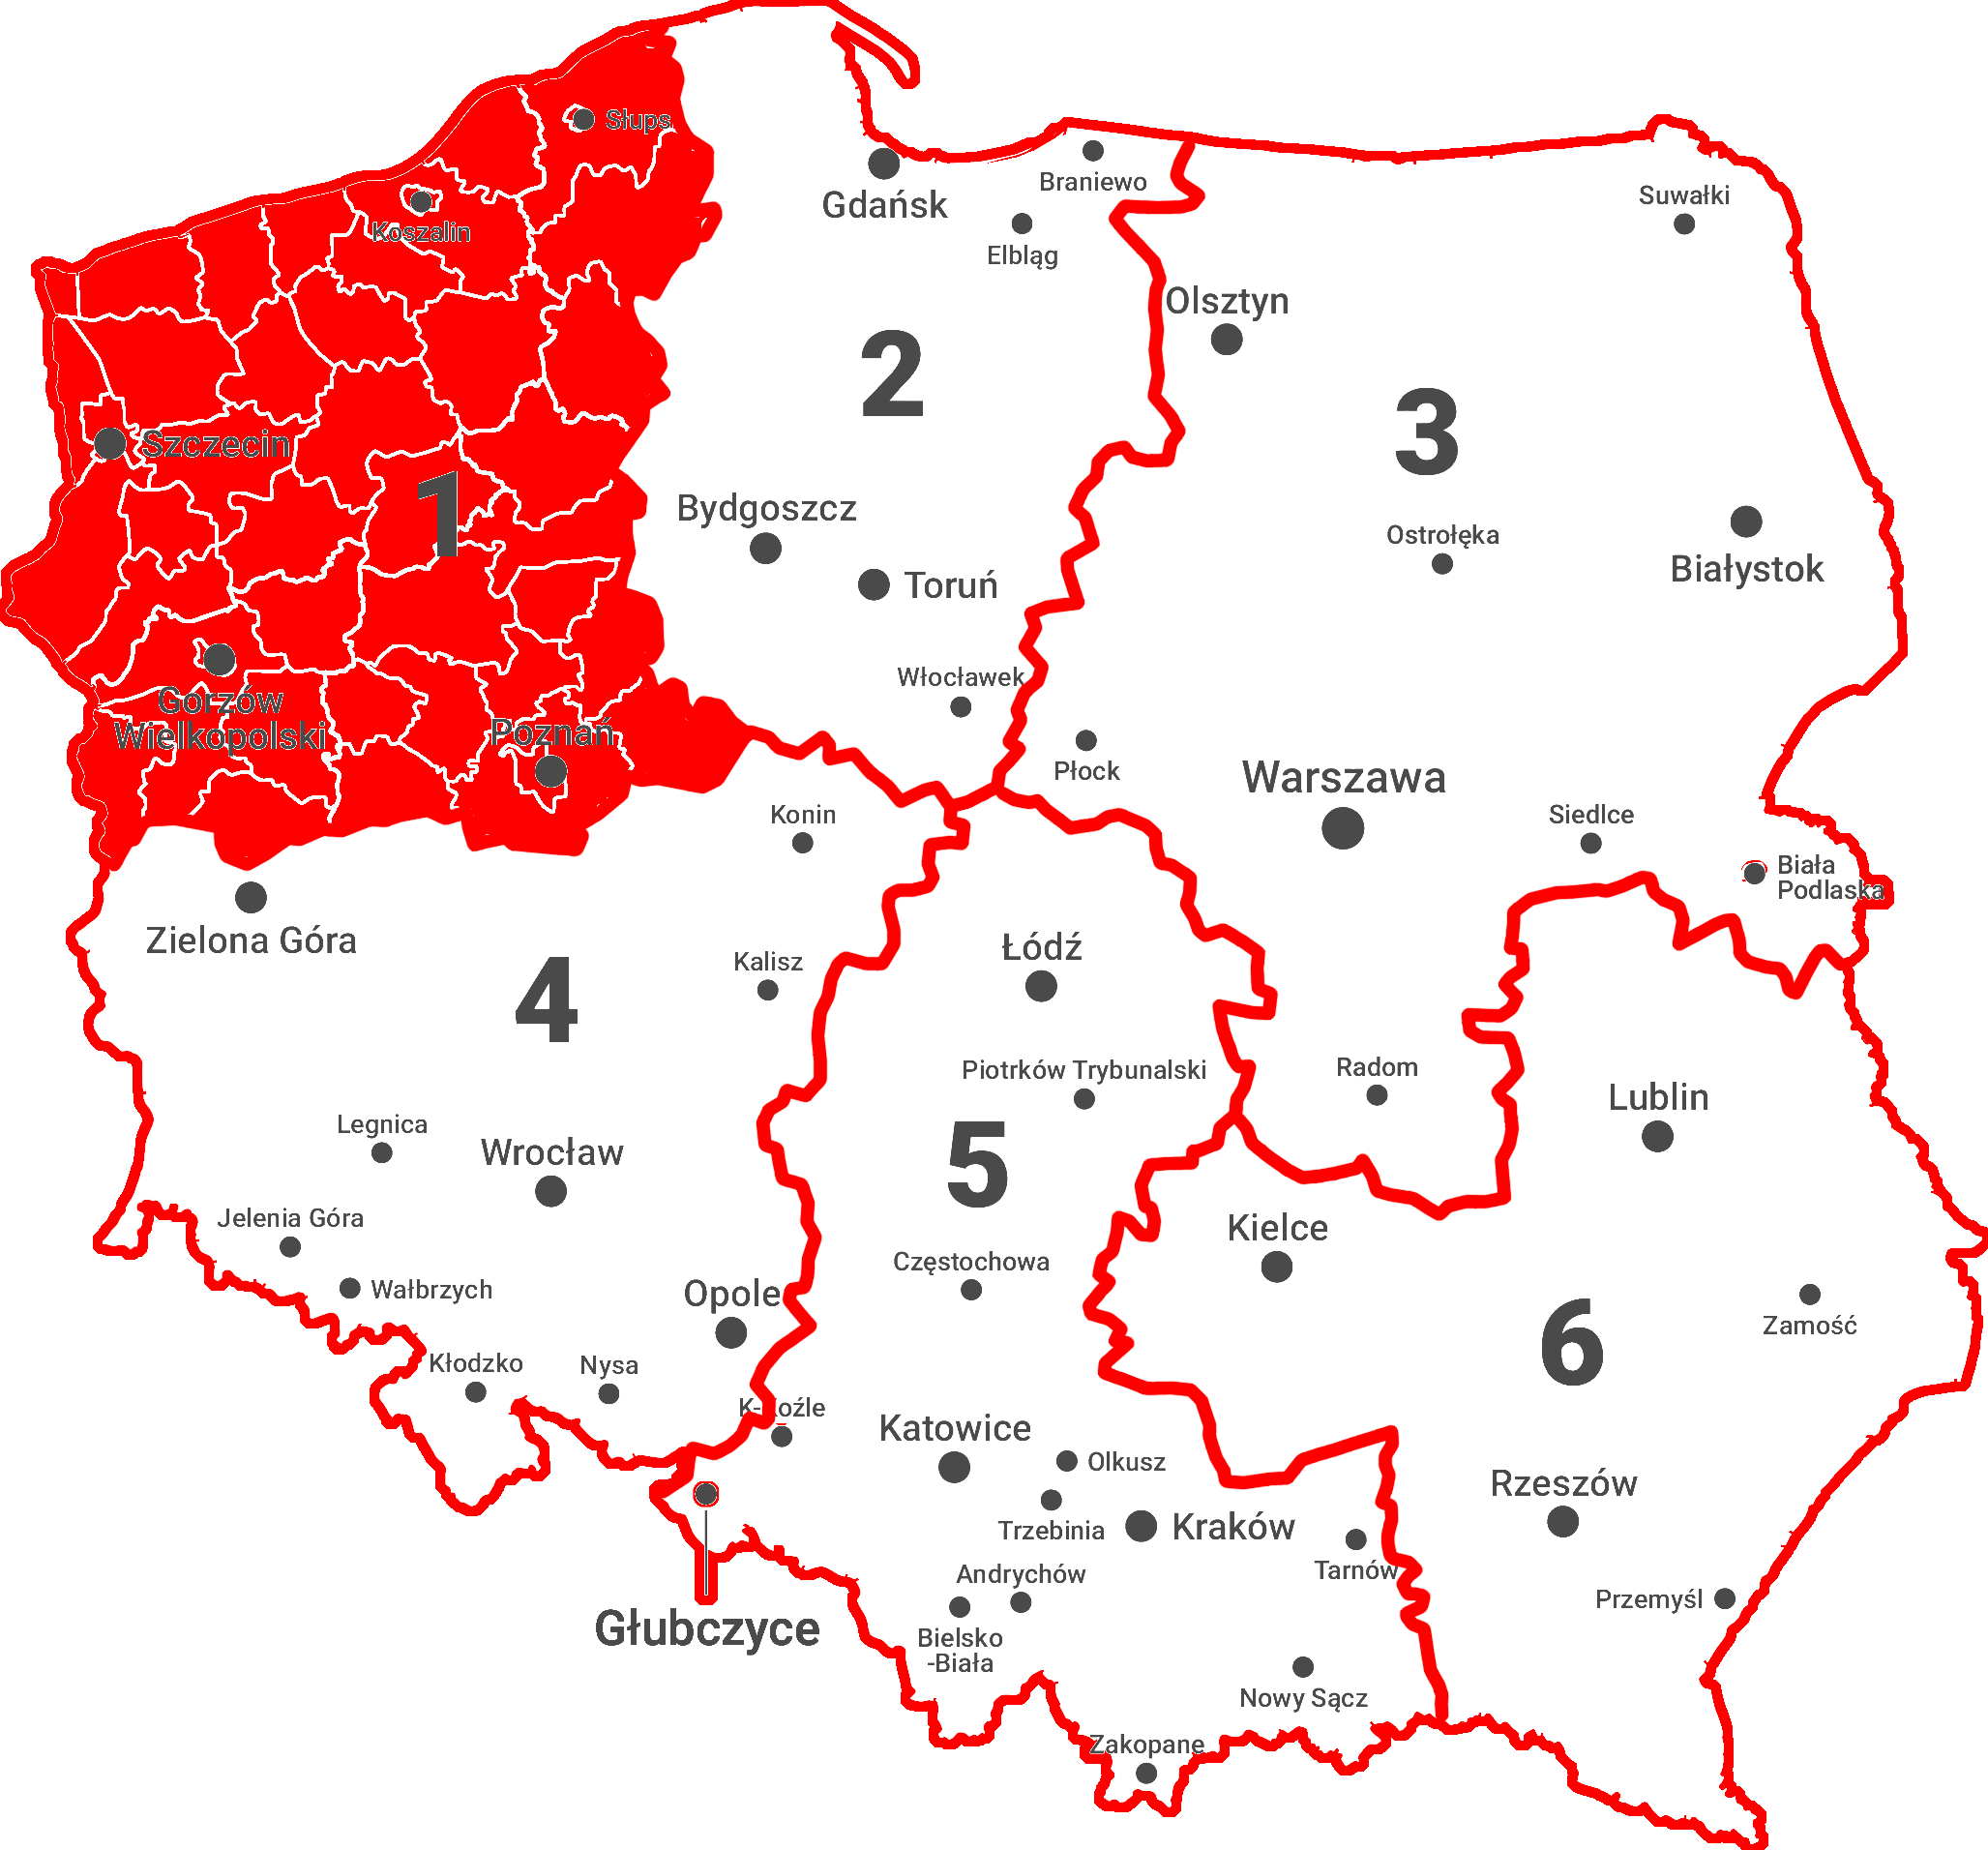 Słups
Gdańsk
Braniewo
Suwałki
Koszalin
Elbląg
Olsztyn
2
3
Szczecin
1
Bydgoszcz
Ostrołęka
Toruń
Białystok
Włocławek
Gorzów
Wielkopolski
Poznań
Płock
Warszawa
Konin
Siedlce
Biała
Podlaska
Zielona Góra
Łódź
Kalisz
4
Piotrków Trybunalski
Radom
Lublin
Legnica
Wrocław
5
Jelenia Góra
Kielce
Częstochowa
Wałbrzych
Opole
Zamość
6
Kłodzko
Nysa
K-Koźle
Katowice
Olkusz
Rzeszów
Trzebinia
Kraków
Tarnów
Andrychów
Przemyśl
Głubczyce
Bielsko
-Biała
Nowy Sącz
Zakopane